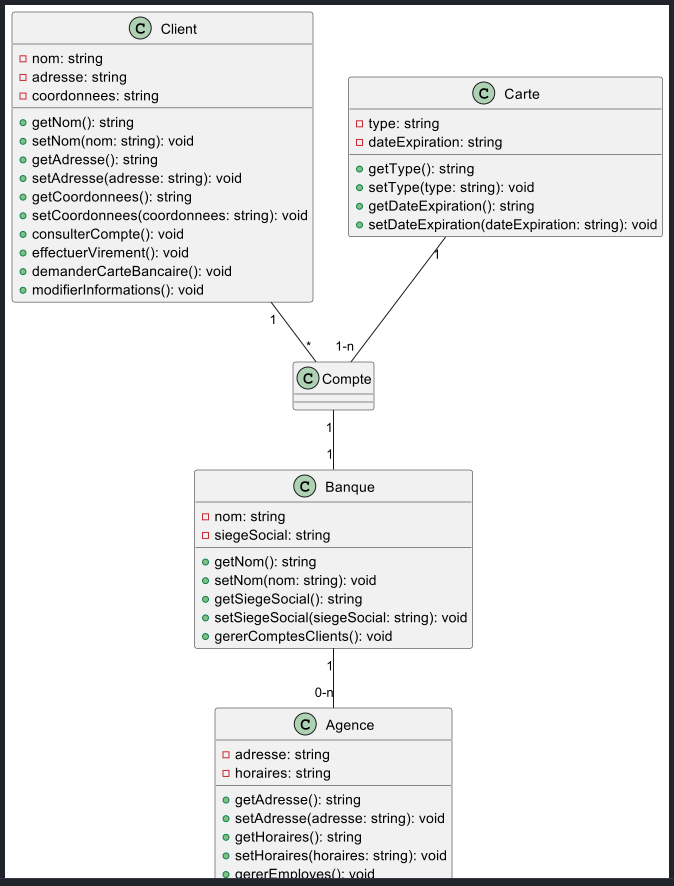 C Client
nom: string
adresse: string
coordonnees: string
getNom(): string
setNom(nom: string): void
getAdresse(): string
setAdresse(adresse: string): void
getCoordonnees(): string
setCoordonnees(coordonnees: string): void
consulterCompte(): void
effectuerVirement(): void
demanderCarteBancaire(): void
modifierInformations(): void
C Carte
type: string
dateExpiration: string
getType(): string
setType(type: string): void
getDateExpiration(): string
setDateExpiration(dateExpiration: string): void
1
1
*
1-n
C Compte
1
1
C Banque
nom: string
siegeSocial: string
getNom(): string
setNom(nom: string): void
getSiegeSocial(): string
setSiegeSocial(siegeSocial: string): void
gererComptesClients(): void
1
0-n
C Agence
adresse: string
horaires: string
getAdresse(): string
setAdresse(adresse: string): void
getHoraires(): string
setHoraires(horaires: string): void
gererEmployes(): void